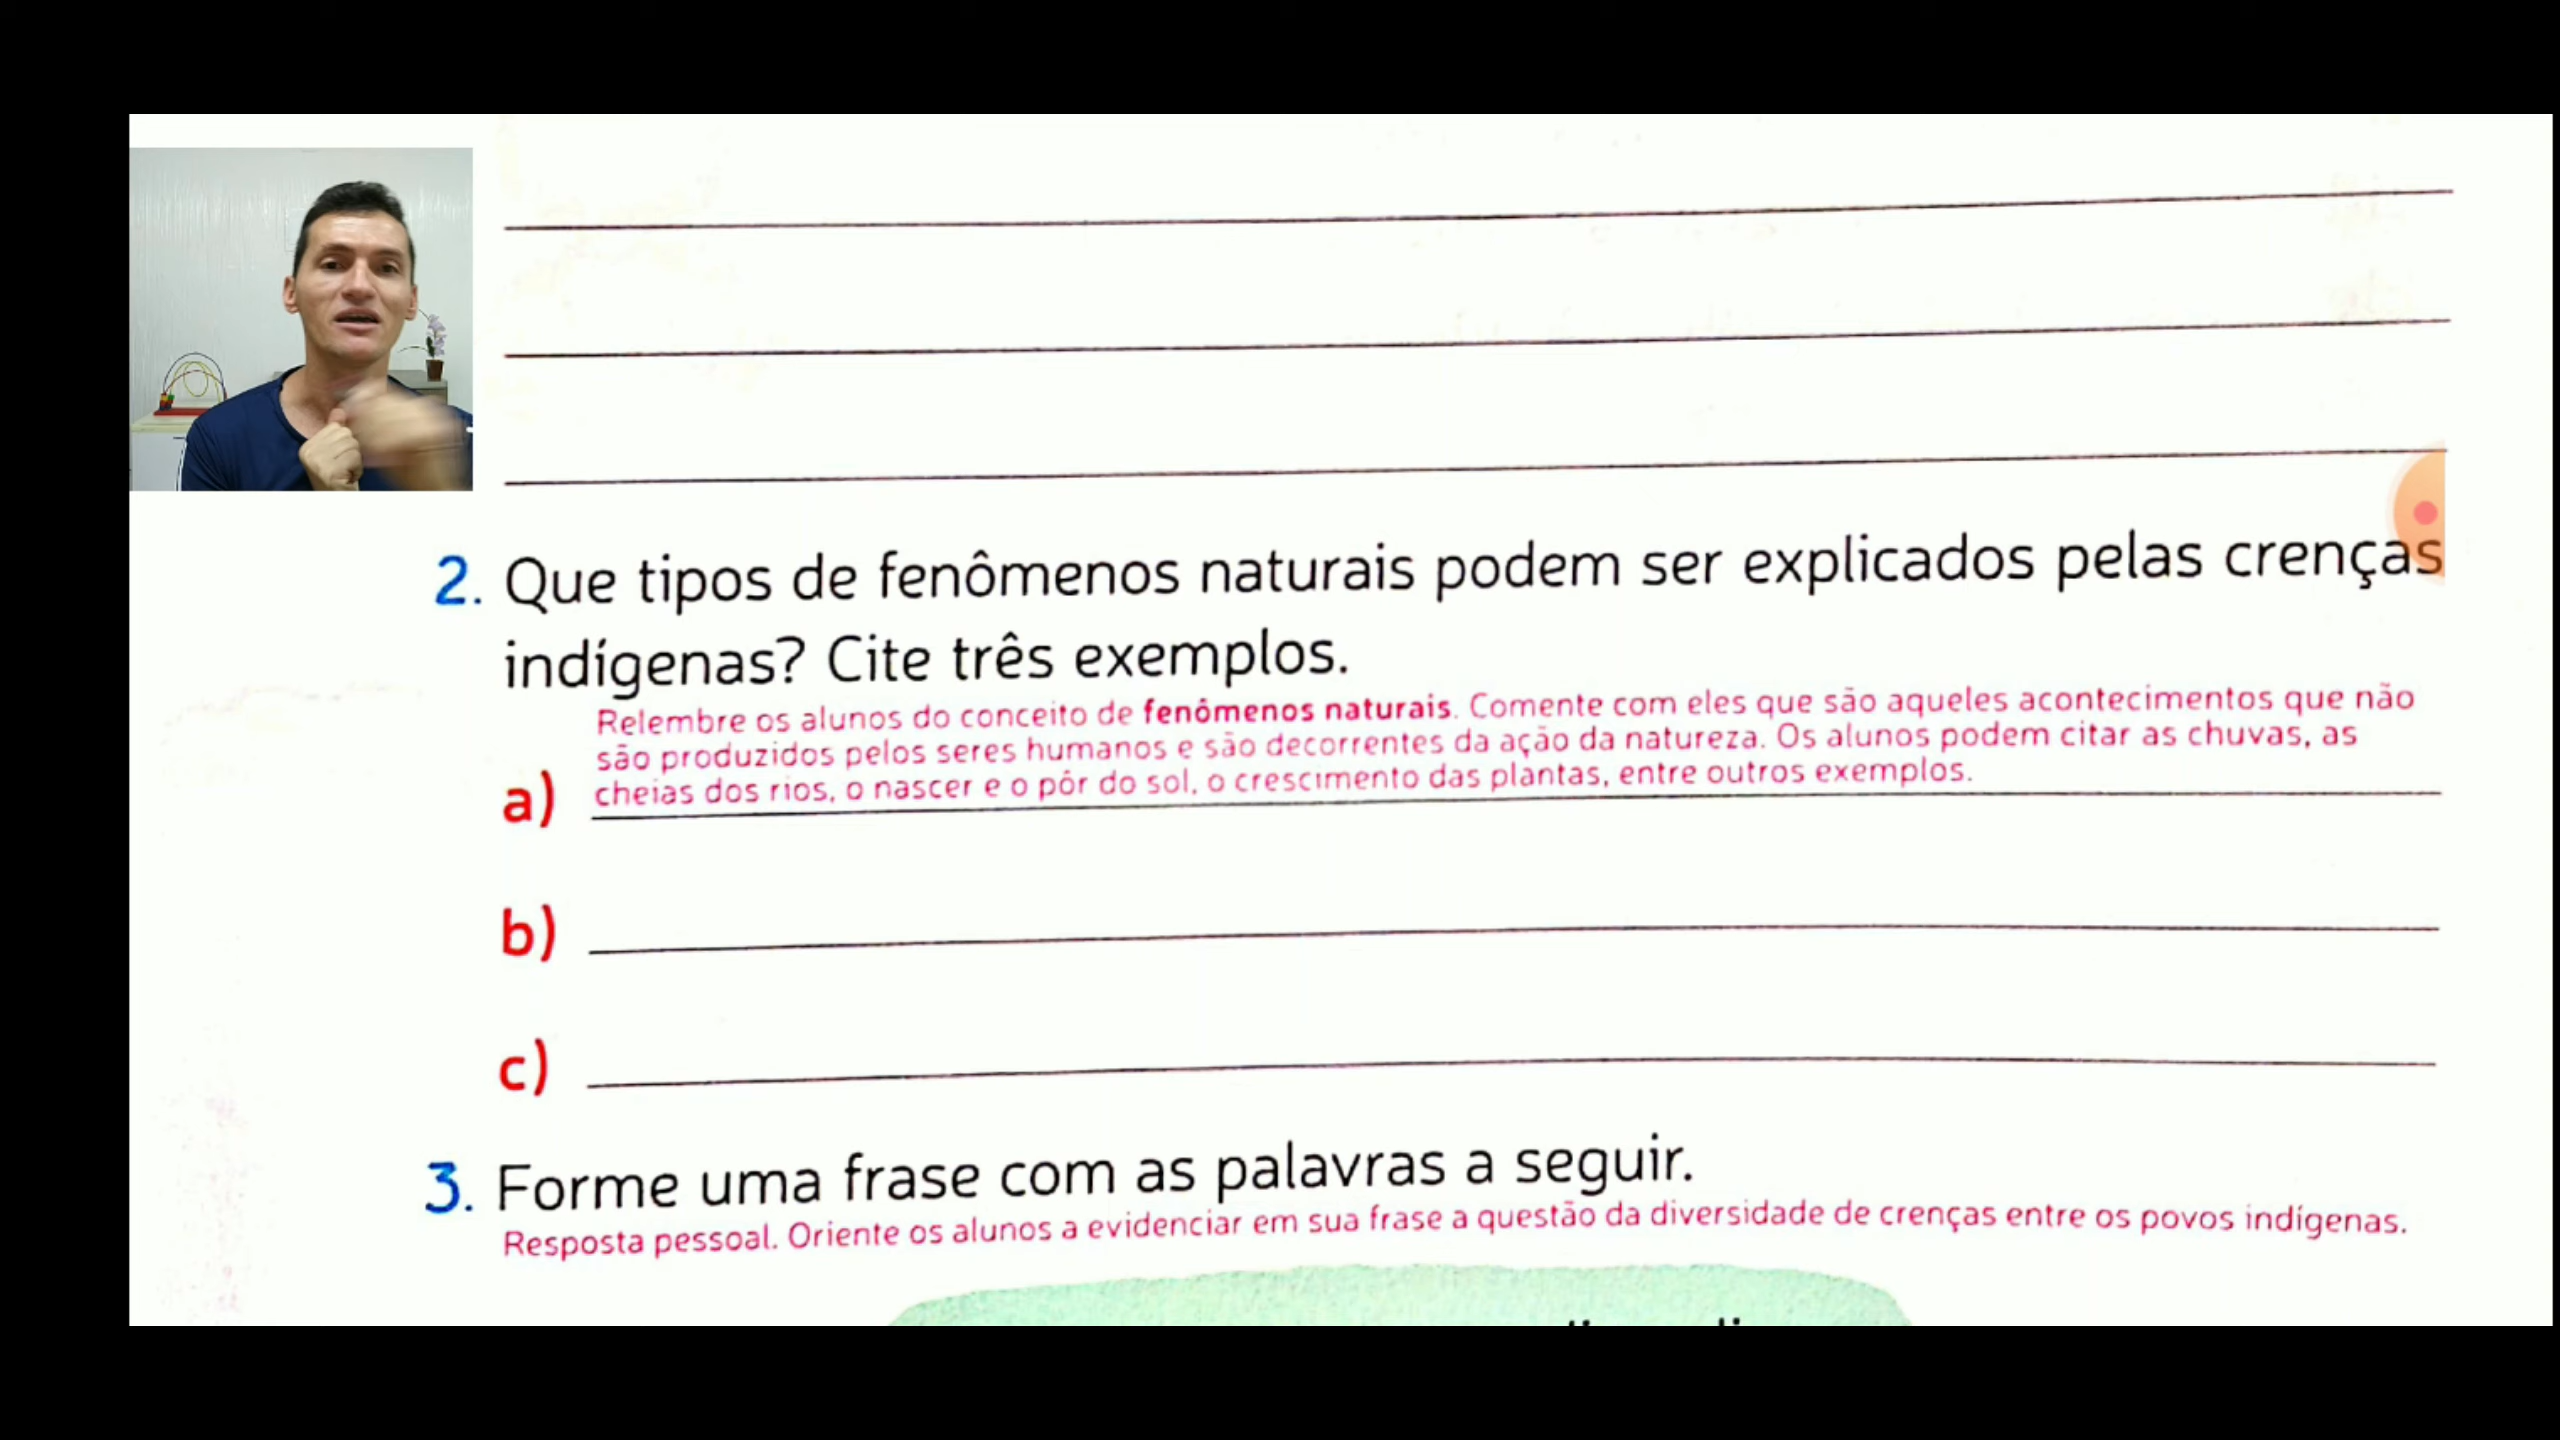 2. Que tipos de fenômenos naturais podem ser explicados pelas crenças
indígenas? Cite três exemplos.
Relembre os alunos do conceito de fenômenos naturais. Comente com eles que são aqueles acontecimentos que não
são produzidos pelos seres humanos e são decorrentes da ação da natureza. Os alunos podem citar as chuvas, as
cheias dos rios, o nascer e o pôr do sol, o crescimento das plantas, entre outros exemplos.
a)
b)
c)
3. Forme uma frase com as palavras a seguir.
Resposta pessoal. Oriente os alunos a evidenciar em sua frase a questão da diversidade de crenças entre os povos indígenas.